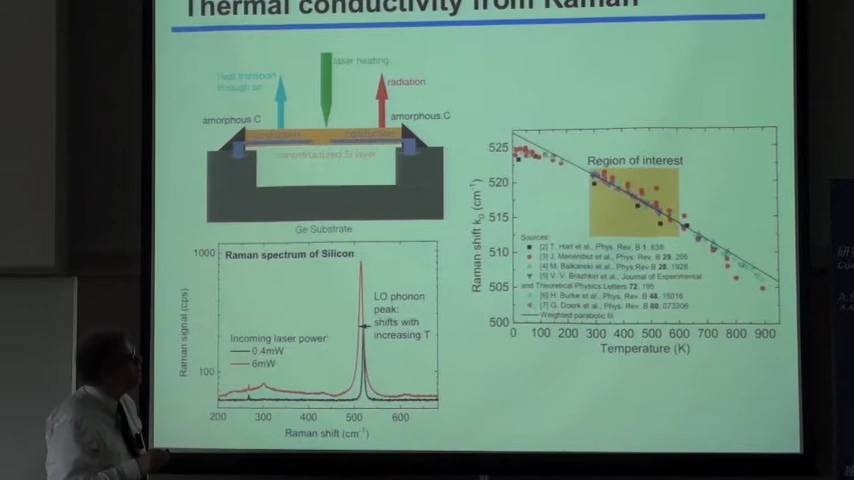 Thermal conductivity from Raman
laser heating
heat transport
through
radiation
amorphous C
amorphous C
conduction
conduction
nanostructured Si layer
Ge Substrate
Raman spectrum of Silicon
1000
100
Raman signal (cps)
LO phonon
peak:
shifts with
increasing T
Incoming laser power:
0.4mW
6mW
200 300 400 500 600
Raman shift (cm⁻¹)
525
520
515
510
505
500
Raman shift k₀ (cm⁻¹)
Region of interest
Sources:
[2] T. Hart et al., Phys. Rev. B 1, 638
[3] J. Menéndez et al., Phys. Rev. B 29, 205
[4] M. Balkanski et al., Phys.Rev. B 28, 1928
[5] V. V. Brazhkin et al., Journal of Experimental
and Theoretical Physics Letters 72, 195
[6] H. Burke et al., Phys. Rev. B 48, 15016
[7] G. Doerk et al., Phys. Rev. B 80, 073306
Weighted parabolic fit
0 100 200 300 400 500 600 700 800 900
Temperature (K)